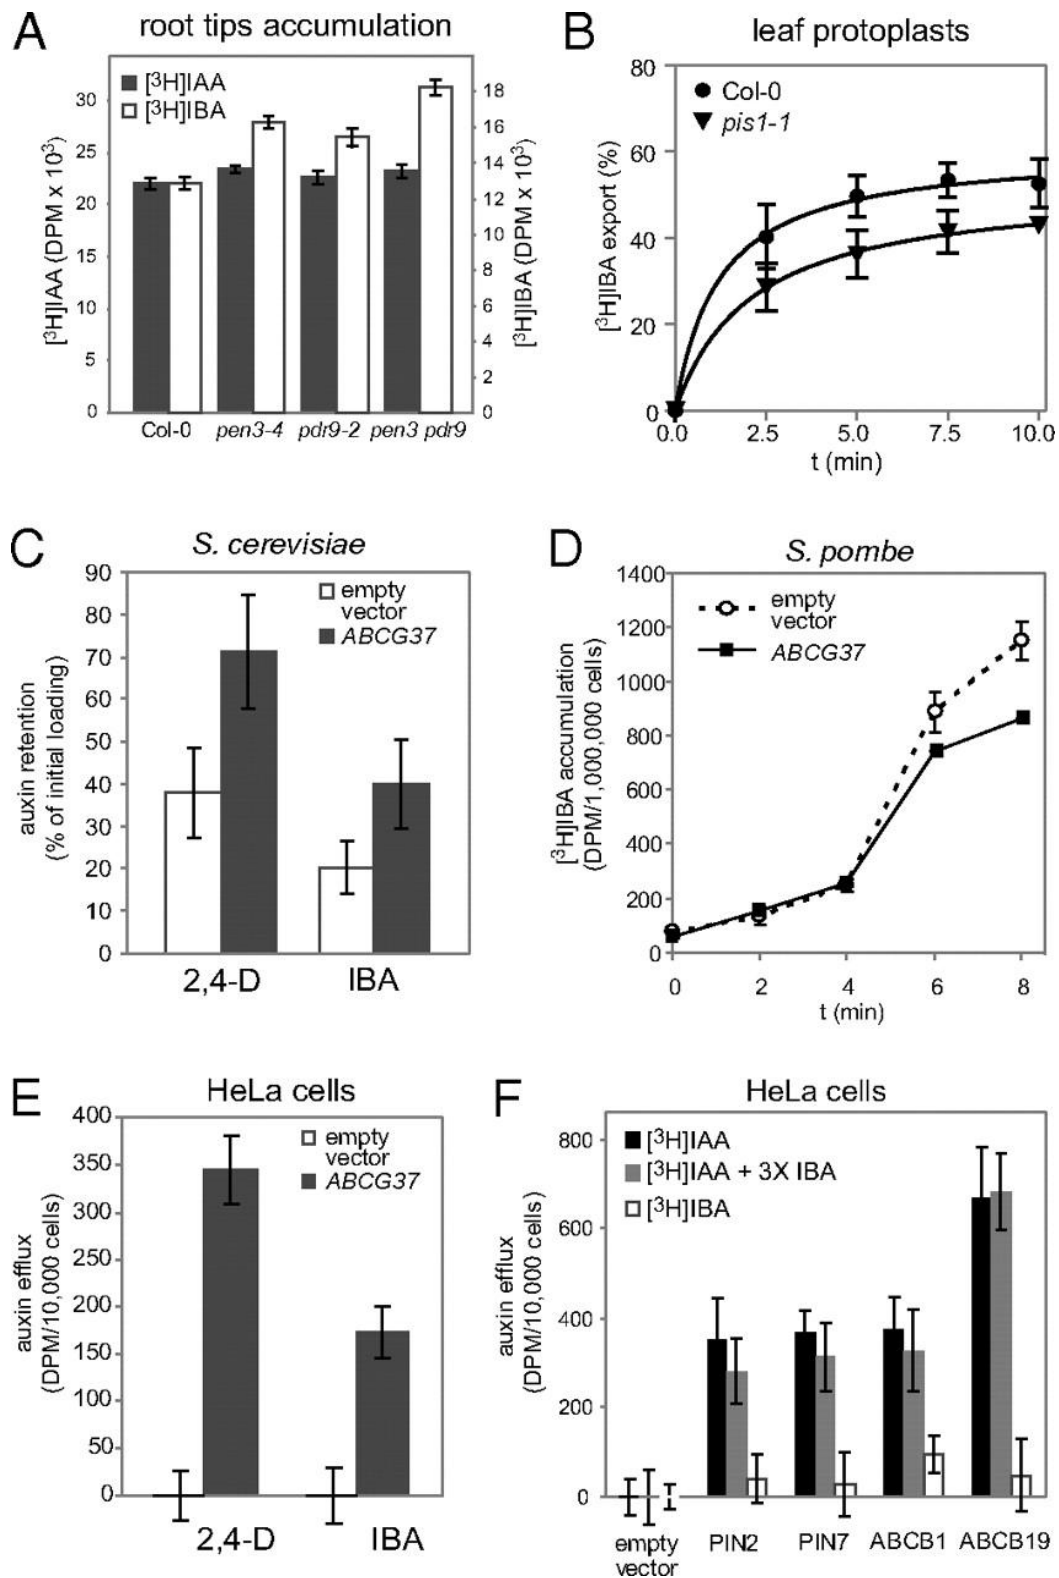 A
root tips accumulation
[³H]IAA
[³H]IBA
[³H]IAA (DPM x 10³)
30
25
20
15
10
5
0
18
16
14
12
10
8
6
4
2
0
[³H]IBA (DPM x 10³)
Col-0 pen3-4 pdr9-2 pen3 pdr9
B
leaf protoplasts
Col-0
pis1-1
[³H]IBA export (%)
80
60
40
20
0
0.0 2.5 5.0 7.5 10.0
t (min)
C
S. cerevisiae
empty
vector
ABCG37
auxin retention
(% of initial loading)
90
80
70
60
50
40
30
20
10
0
2,4-D IBA
D
S. pombe
empty
vector
ABCG37
[³H]IBA accumulation
(DPM/1,000,000 cells)
1400
1200
1000
800
600
400
200
0
0 2 4 6 8
t (min)
E
HeLa cells
empty
vector
ABCG37
auxin efflux
(DPM/10,000 cells)
400
350
300
250
200
150
100
50
0
2,4-D IBA
F
HeLa cells
[³H]IAA
[³H]IAA + 3X IBA
[³H]IBA
auxin efflux
(DPM/10,000 cells)
800
600
400
200
0
empty
vector
PIN2 PIN7 ABCB1 ABCB19